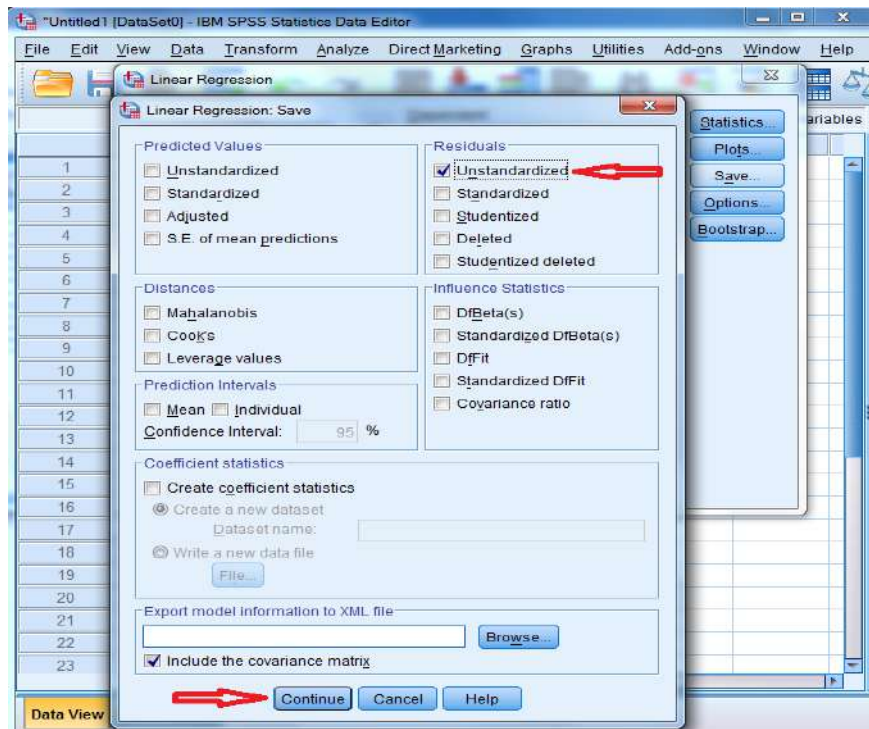 *Untitled1 [DataSet0] - IBM SPSS Statistics Data Editor
File Edit View Data Transform Analyze Direct Marketing Graphs Utilities Add-ons Window Help
Linear Regression
Linear Regression: Save
ariables
Statistics...
Plots...
Save...
Options...
Bootstrap...
Predicted Values
Unstandardized
Standardized
Adjusted
S.E. of mean predictions
Residuals
Unstandardized
Standardized
Studentized
Deleted
Studentized deleted
Distances
Mahalanobis
Cook's
Leverage values
Influence Statistics
DfBeta(s)
Standardized DfBeta(s)
DfFit
Standardized DfFit
Covariance ratio
Prediction Intervals
Mean Individual
Confidence Interval: 95 %
Coefficient statistics
Create coefficient statistics
Create a new dataset
Dataset name:
Write a new data file
File...
Export model information to XML file
Browse...
Include the covariance matrix
Continue Cancel Help
1
2
3
4
5
6
7
8
9
10
11
12
13
14
15
16
17
18
19
20
21
22
23
Data View